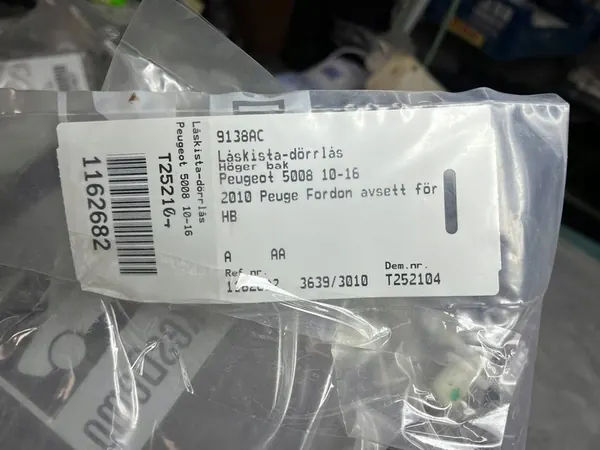 9138AC
Låskista-dörrlås
Höger bak
Peugeot 5008 10-16
2010 Peuge Fordon avsett för
HB
A AA
Ref.nr. Dem.nr.
3639/3010 T252104
Låskista-dörrlås
Peugeot 5008 10-16
T252104
1162682